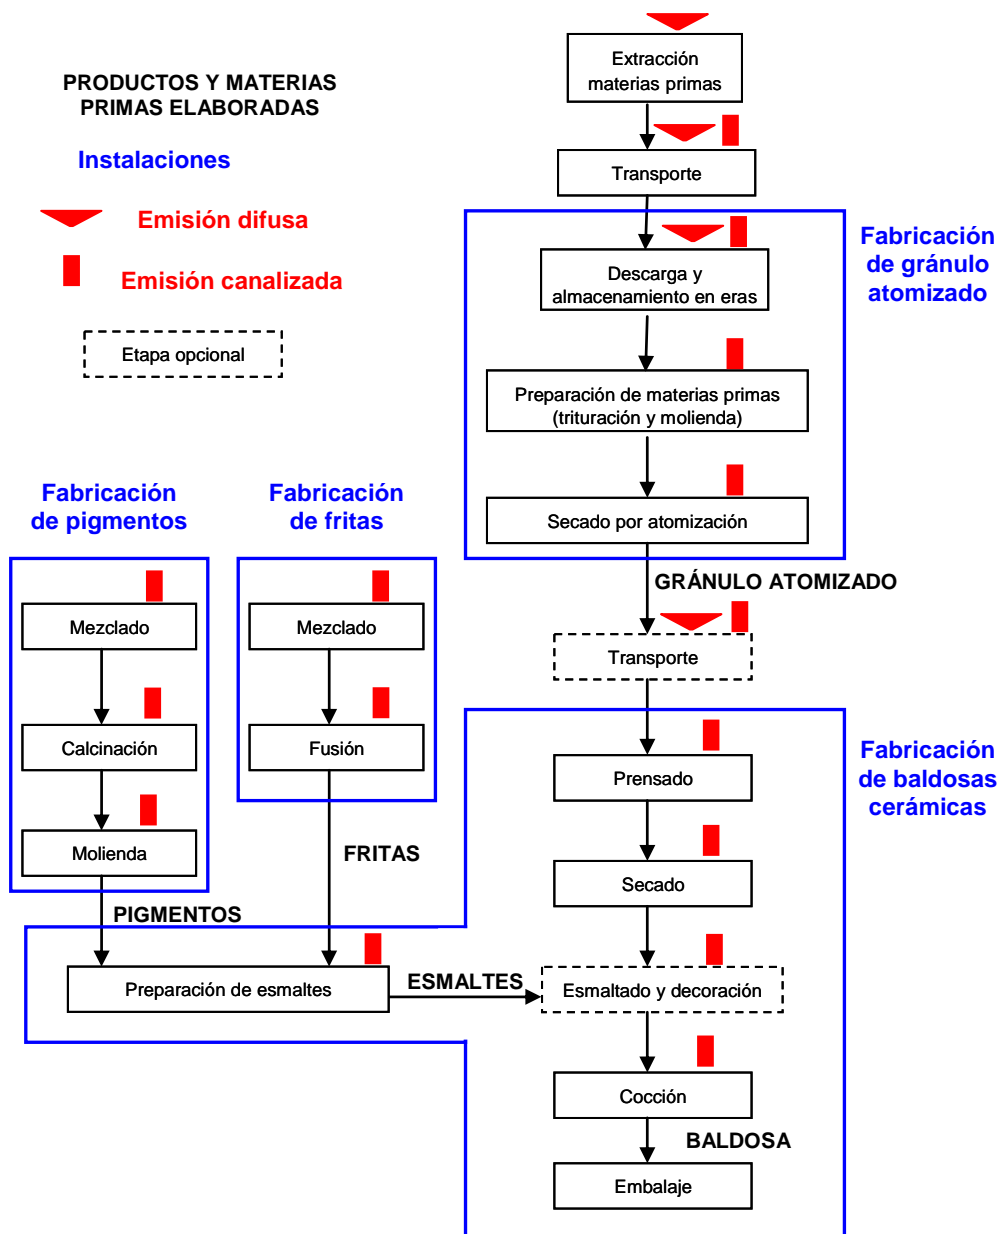 PRODUCTOS Y MATERIAS
PRIMAS ELABORADAS
Instalaciones
Emisión difusa
Emisión canalizada
Etapa opcional
Extracción
materias primas
Transporte
Fabricación
de gránulo
atomizado
Descarga y
almacenamiento en eras
Preparación de materias primas
(trituración y molienda)
Secado por atomización
GRÁNULO ATOMIZADO
Transporte
Fabricación
de pigmentos
Mezclado
Calcinación
Molienda
PIGMENTOS
Fabricación
de fritas
Mezclado
Fusión
FRITAS
Preparación de esmaltes
ESMALTES
Fabricación
de baldosas
cerámicas
Prensado
Secado
Esmaltado y decoración
Cocción
BALDOSA
Embalaje